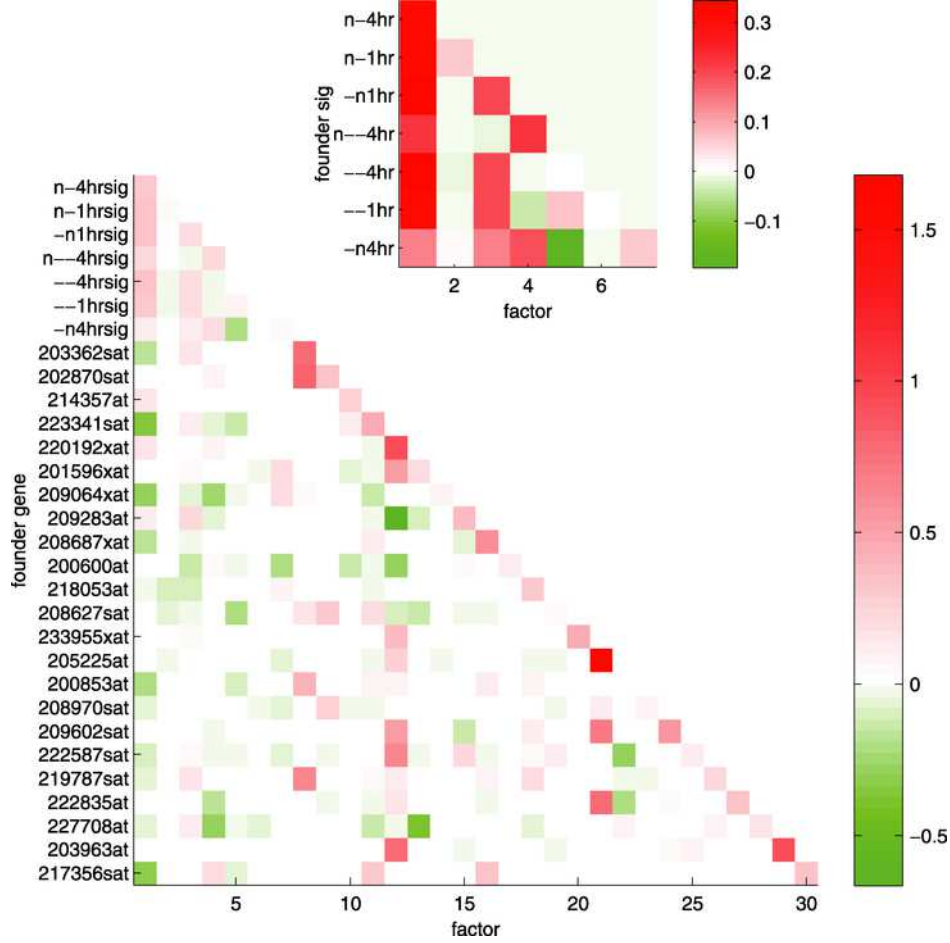 n-4hr
n-1hr
-n1hr
n--4hr
--4hr
--1hr
-n4hr
founder sig
2 4 6
factor
0.3
0.2
0.1
0
-0.1
n-4hrsig
n-1hrsig
-n1hrsig
n--4hrsig
--4hrsig
--1hrsig
-n4hrsig
203362sat
202870sat
214357at
223341sat
220192xat
201596xat
209064xat
209283at
208687xat
200600at
218053at
208627sat
233955xat
205225at
200853at
208970sat
209602sat
222587sat
219787sat
222835at
227708at
203963at
217356sat
founder gene
5 10 15 20 25 30
factor
1.5
1
0.5
0
-0.5